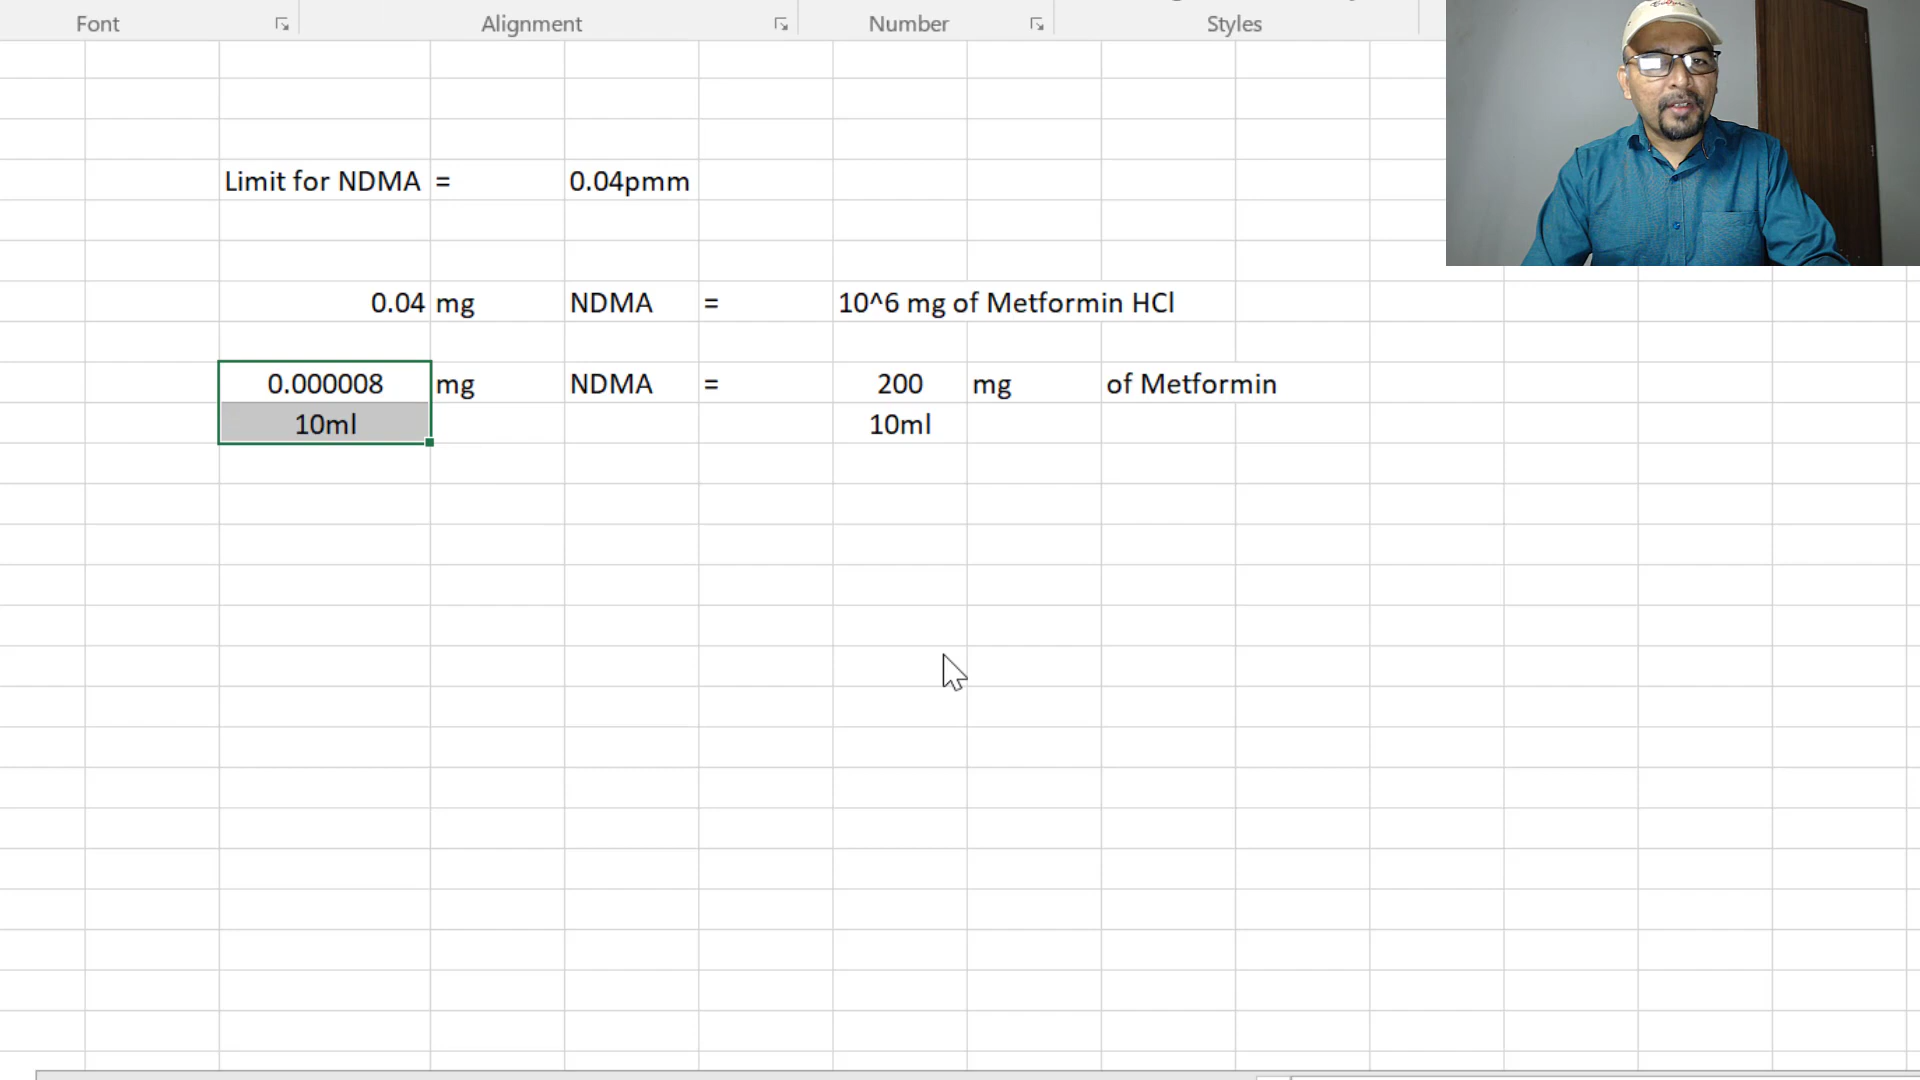 Font Alignment Number Styles
Limit for NDMA = 0.04pmm
0.04 mg NDMA = 10^6 mg of Metformin HCl
0.000008 mg NDMA = 200 mg of Metformin
10ml 10ml